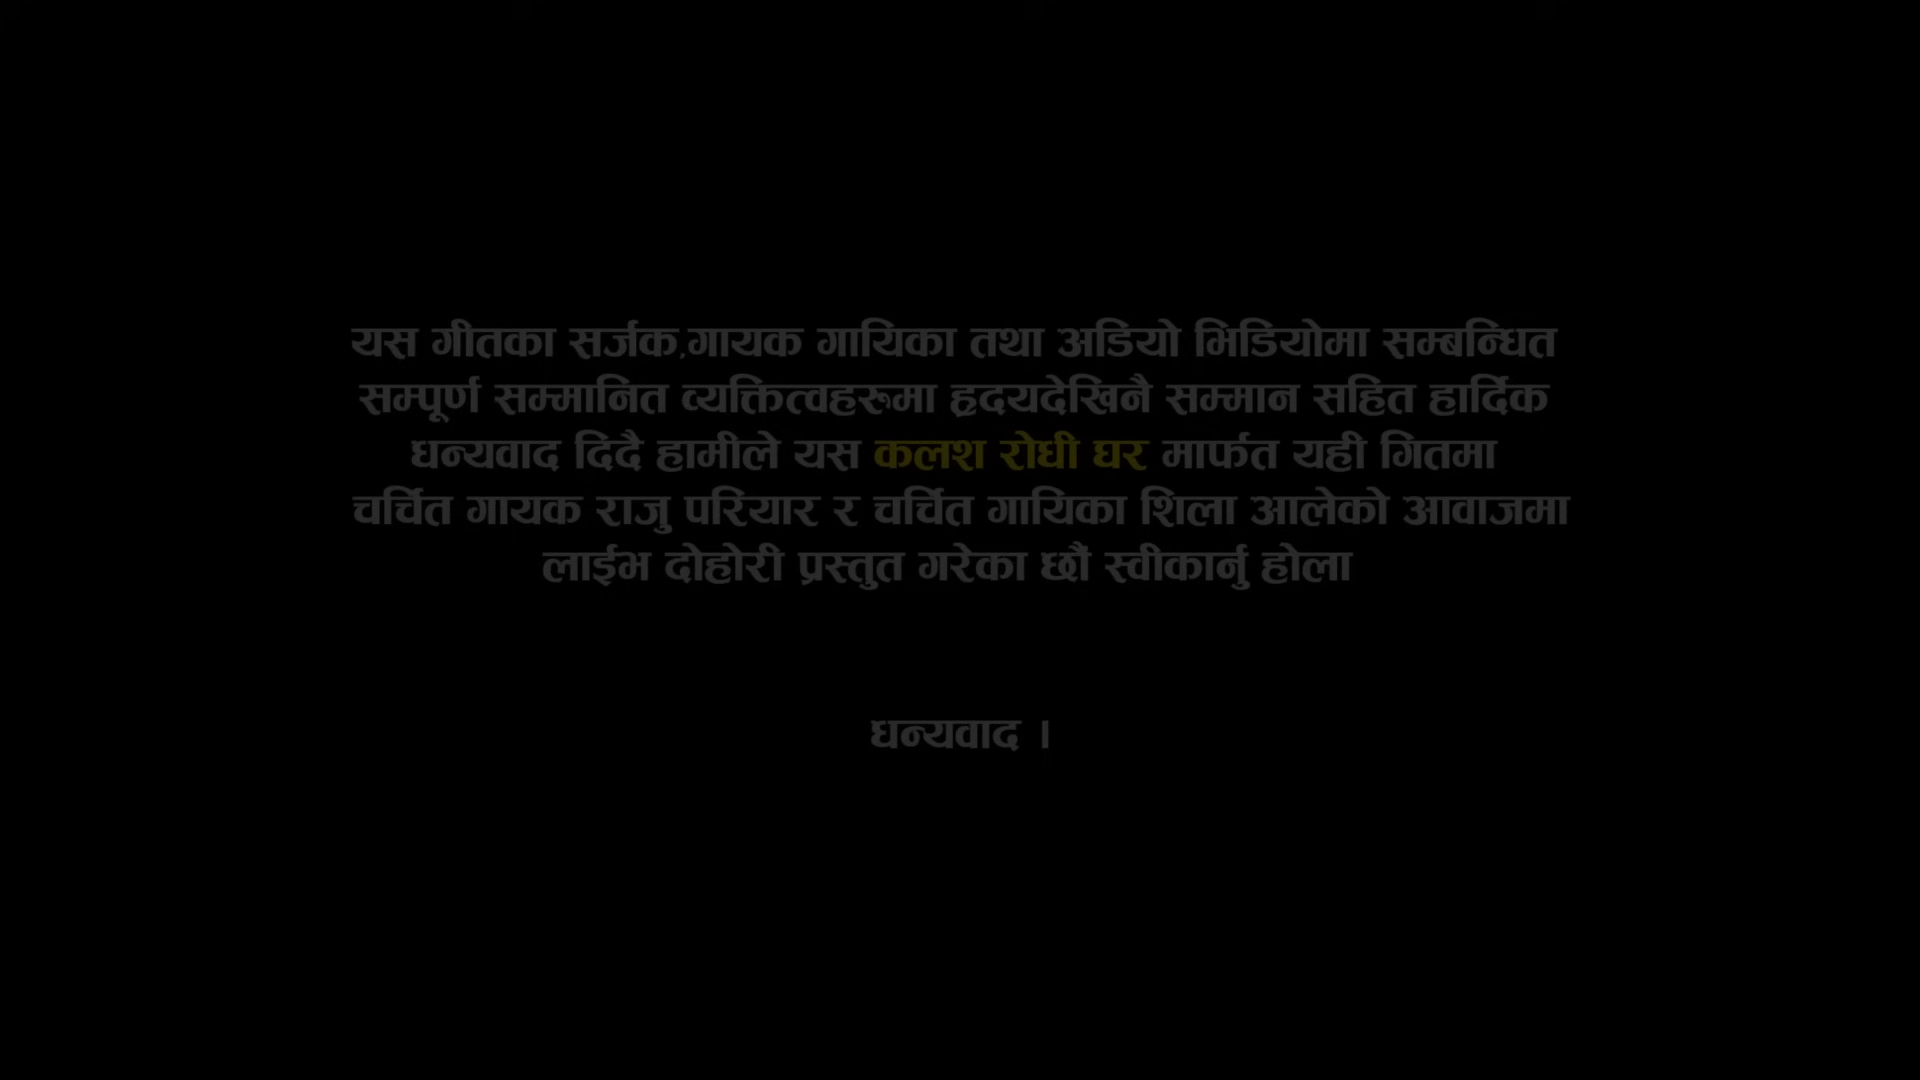 यस गीतका सर्जक,गायक गायिका तथा अडियो भिडियोमा सम्बन्धित
सम्पूर्ण सम्मानित व्यक्तित्वहरुमा ह्रदयदेखिनै सम्मान सहित हार्दिक
धन्यवाद दिदै हामीले यस कलश रोधी घर मार्फत यही गितमा
चर्चित गायक राजु परियार र चर्चित गायिका शिला आलेको आवाजमा
लाईभ दोहोरी प्रस्तुत गरेका छौं स्वीकार्नु होला
धन्यवाद ।